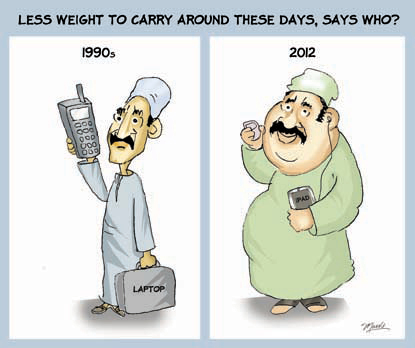 LESS WEIGHT TO CARRY AROUND THESE DAYS, SAYS WHO?
1990s
2012
IPAD
LAPTOP